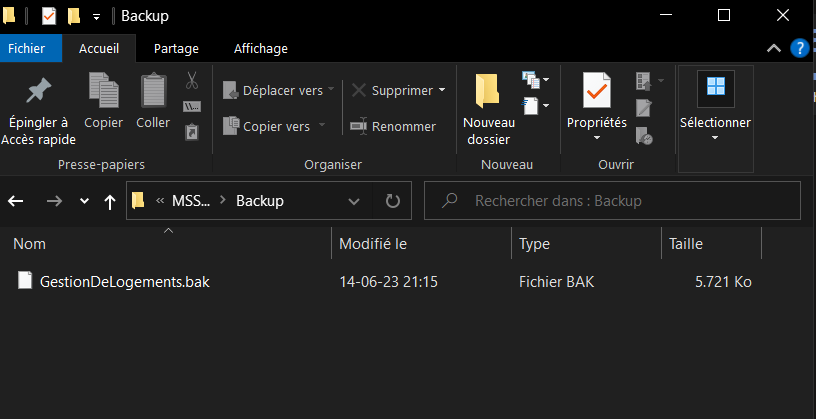 Backup
Fichier Accueil Partage Affichage
Épingler à
Accès rapide
Copier
Coller
Presse-papiers
Déplacer vers
Copier vers
Supprimer
Renommer
Organiser
Nouveau
dossier
Nouveau
Propriétés
Ouvrir
Sélectionner
« MSS... > Backup
Rechercher dans : Backup
Nom Modifié le Type Taille
GestionDeLogements.bak 14-06-23 21:15 Fichier BAK 5.721 Ko